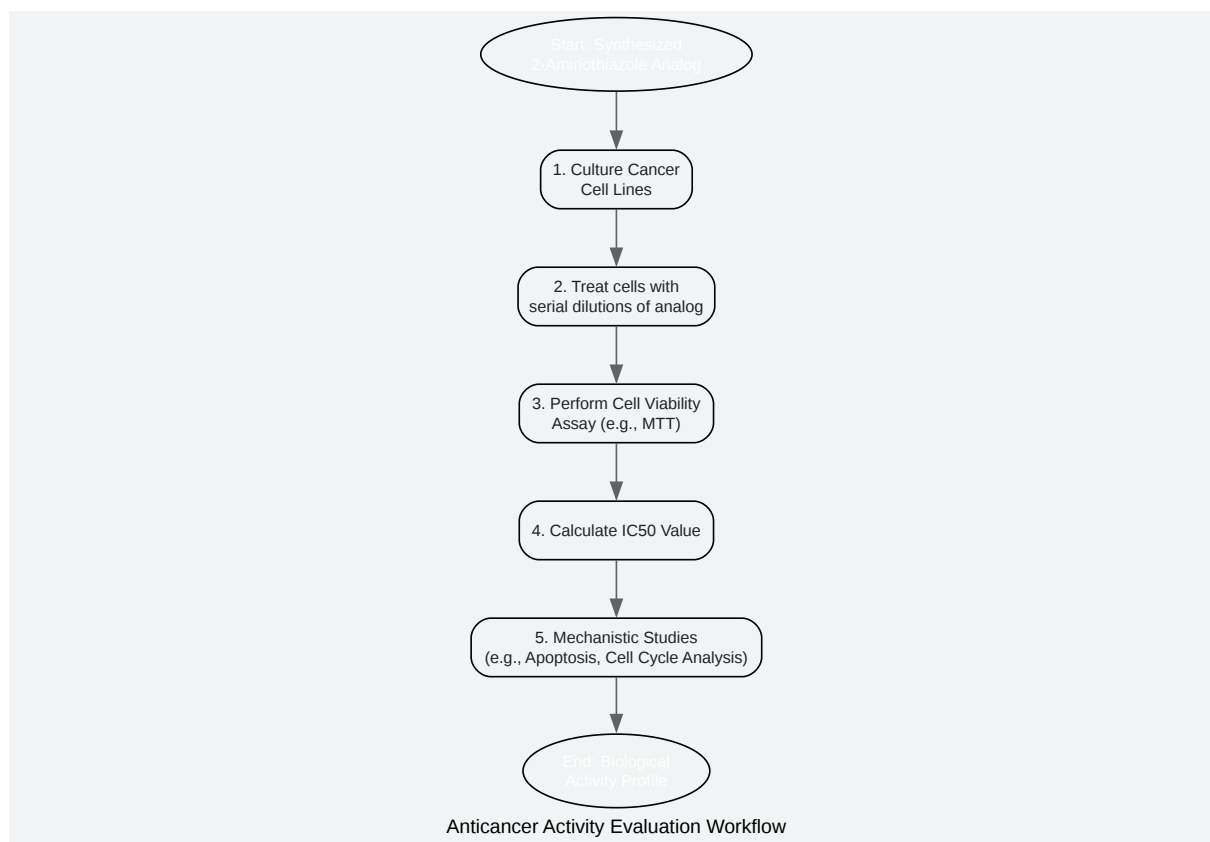 Start: Synthesized
2-Aminothiazole Analog
1. Culture Cancer
Cell Lines
2. Treat cells with
serial dilutions of analog
3. Perform Cell Viability
Assay (e.g., MTT)
4. Calculate IC50 Value
5. Mechanistic Studies
(e.g., Apoptosis, Cell Cycle Analysis)
End: Biological
Activity Profile
Anticancer Activity Evaluation Workflow